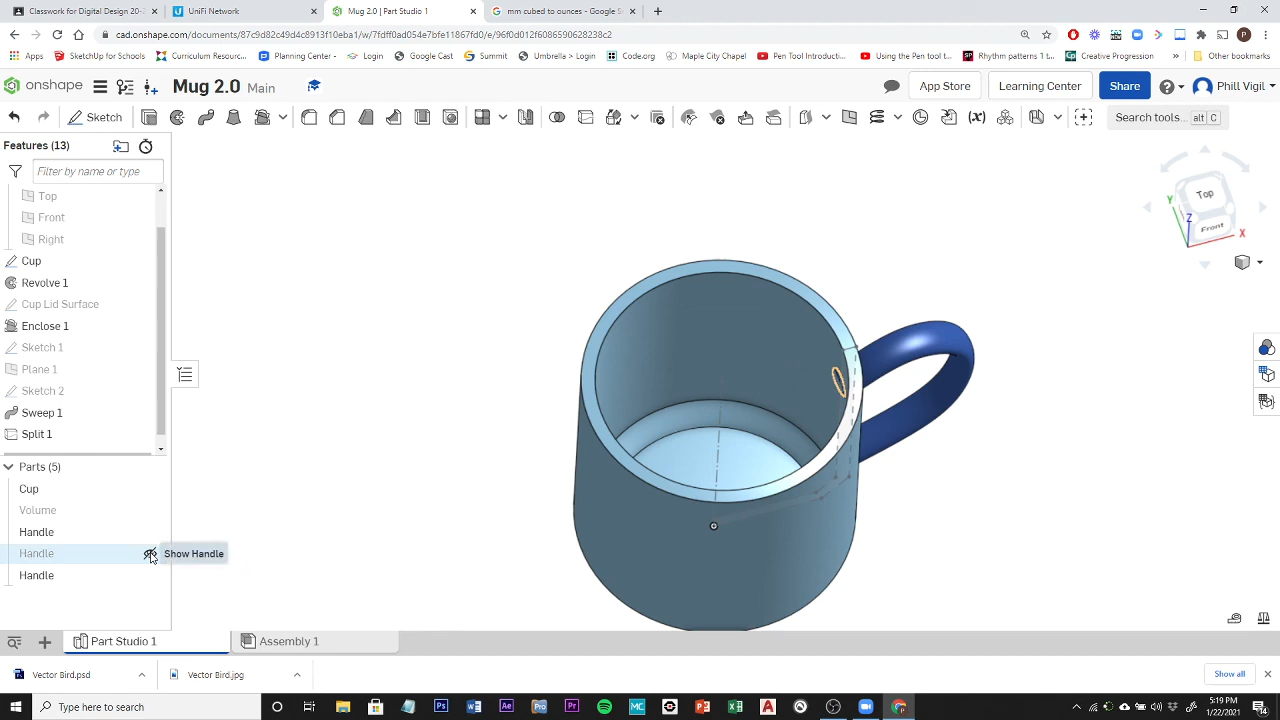 Classwork for Digital Design 20-2
UniFi Network
Mug 2.0 | Part Studio 1
mm cubed to ounces - Google Se
cad.onshape.com/documents/87c9d82c3918f10eba1/w/7fdff0ad054e7bfe11867f60/e/96f0d012f6086590628238c2
Apps
SketchUp for Schools
Curriculum Resour...
Planning Center
Google Cast
Summit
Umbrella > Login
Code.org
Maple City Chapel
Pen Tool Introducti...
Using the Pen tool t...
Rhythm patterns 1 t...
Creative Progression
Other bookmarks
onshape
Mug 2.0 Main
App Store
Learning Center
Share
Phill Vigil
Sketch
Search tools... alt C
Features (13)
Filter by name or type
Top
Front
Right
Cup
Revolve 1
Cup Lid Surface
Enclose 1
Sketch 1
Plane 1
Sketch 2
Sweep 1
Split 1
Parts (5)
Cup
Volume
Handle
Handle
Show Handle
Handle
Top
Front
X
Y
Z
Part Studio 1
Assembly 1
Vector Bird.psd
Vector Bird.jpg
Show all
Type here to search
5:19 PM
1/22/2021